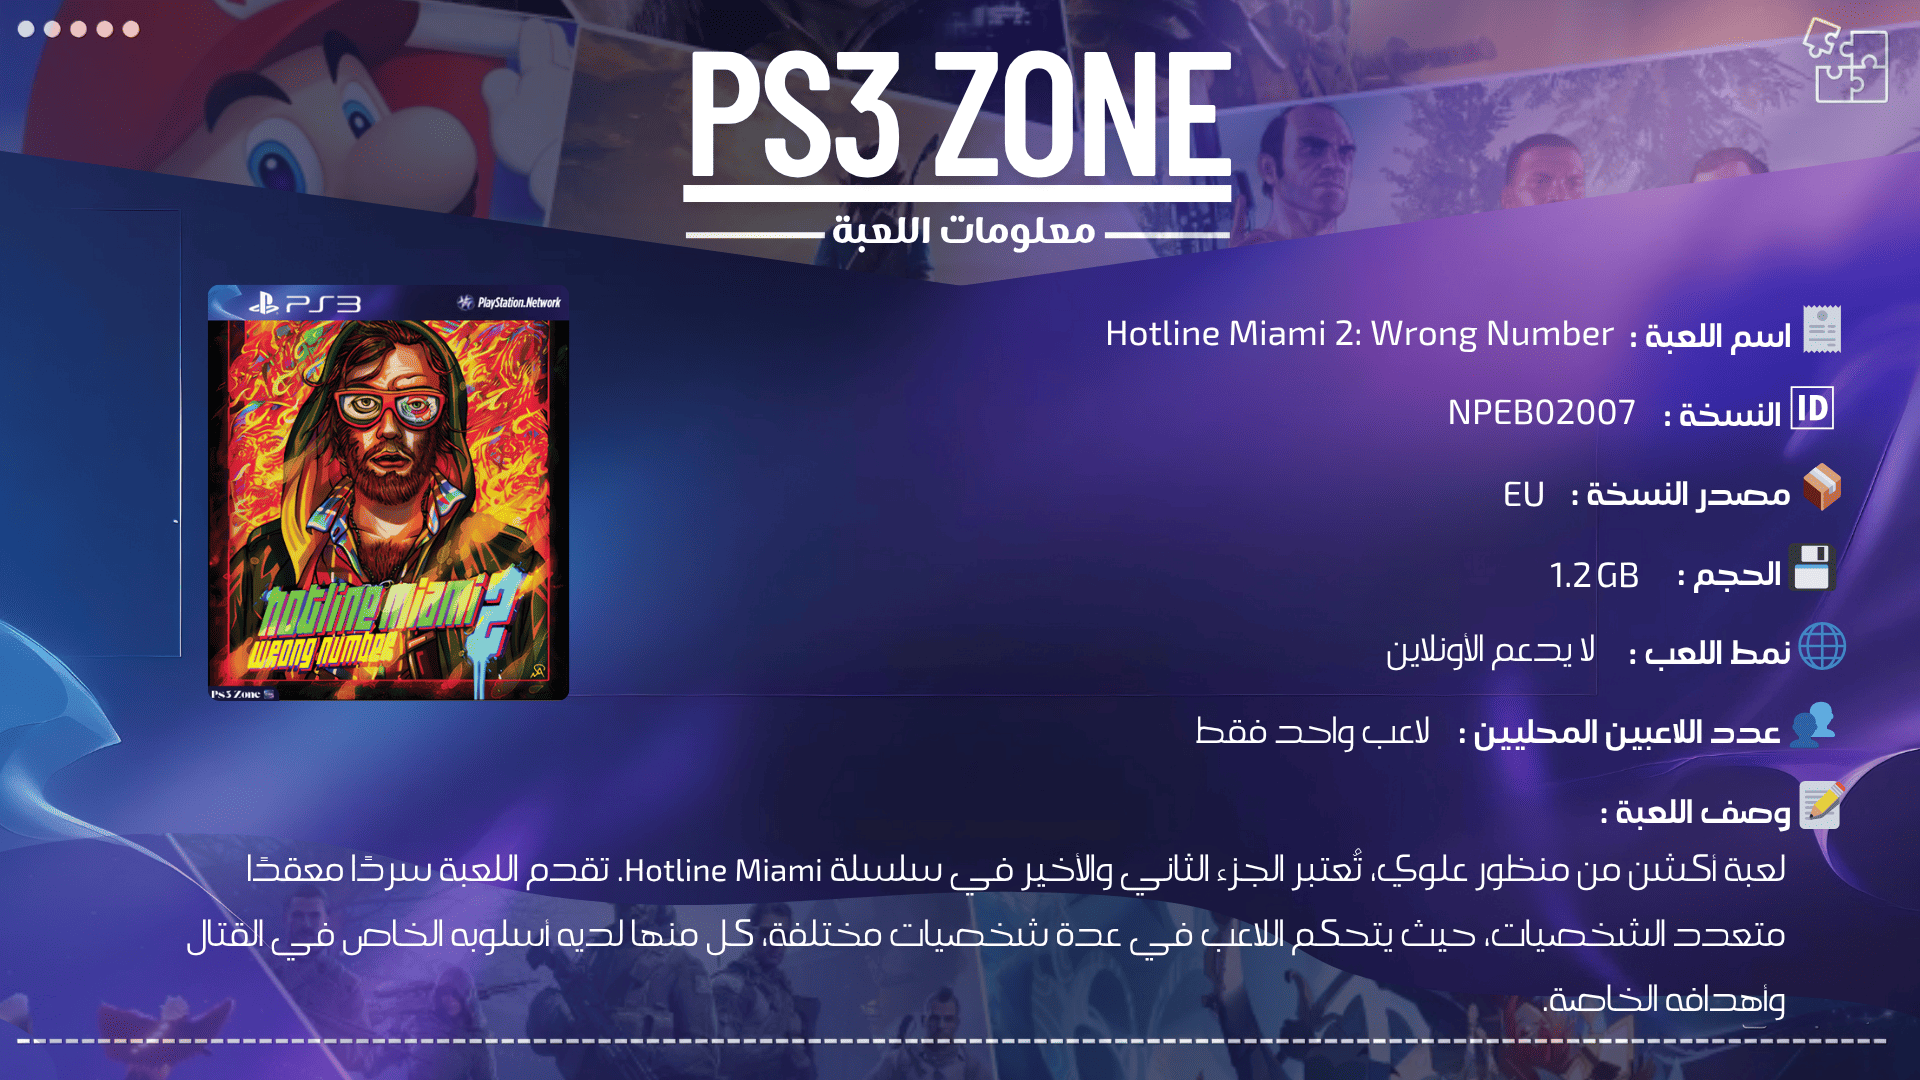 PS3 ZONE
معلومات اللعبة
PS3 PlayStation.Network
hotline miami 2
wrong number
Ps3 Zone
اسم اللعبة : Hotline Miami 2: Wrong Number
ID النسخة : NPEB02007
مصدر النسخة : EU
الحجم : 1.2 GB
نمط اللعب : لا يدعم الأونلاين
عدد اللاعبين المحليين : لاعب واحد فقط
وصف اللعبة :
لعبة أكشن من منظور علوي، تُعتبر الجزء الثاني والأخير في سلسلة Hotline Miami. تقدم اللعبة سردًا معقدًا
متعدد الشخصيات، حيث يتحكم اللاعب في عدة شخصيات مختلفة، كل منها لديه أسلوبه الخاص في القتال
وأهدافه الخاصة.